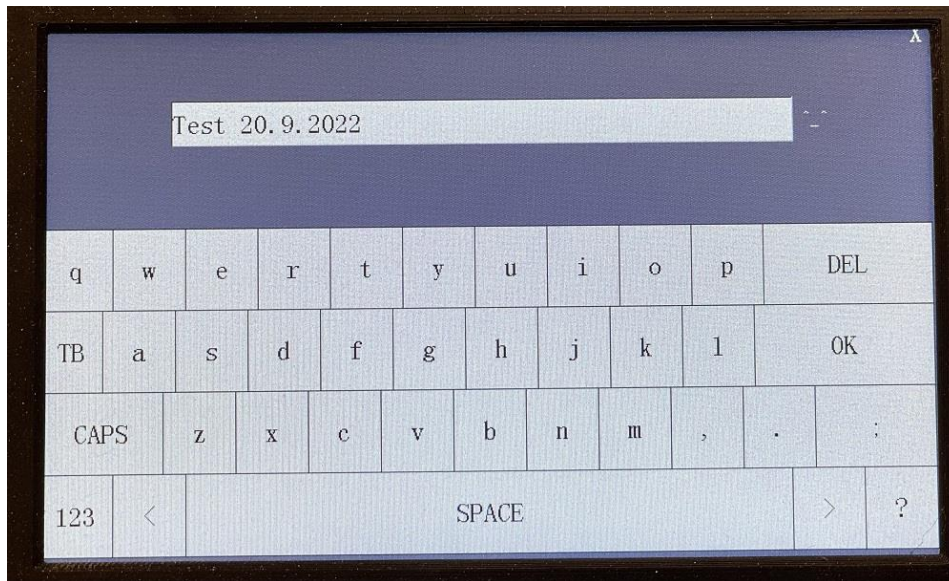 X
Test 20.9.2022 ^_^
q w e r t y u i o p DEL
TB a s d f g h j k l OK
CAPS z x c v b n m , . ;
123 < SPACE > ?